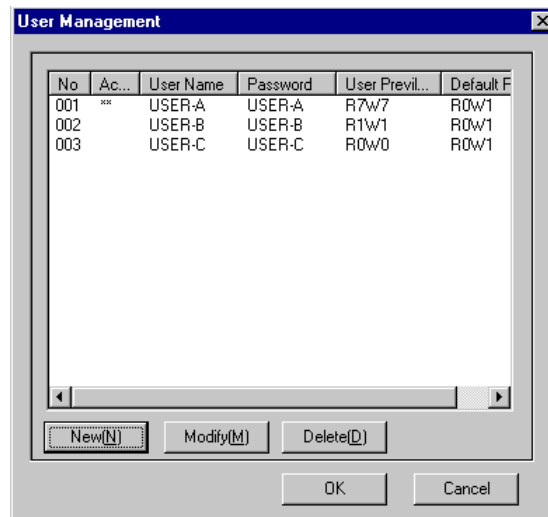 User Management
No Ac... User Name Password User Previl... Default F
001 ** USER-A USER-A R7W7 R0W1
002 USER-B USER-B R1W1 R0W1
003 USER-C USER-C R0W0 R0W1
New(N) Modify(M) Delete(D)
OK Cancel